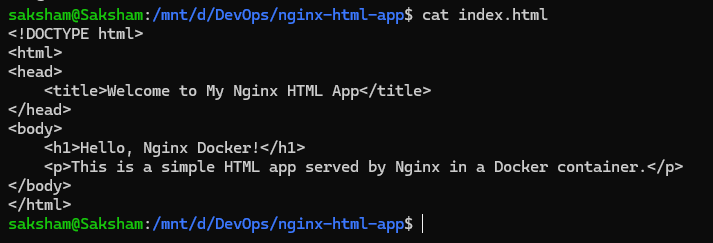 saksham@Saksham:/mnt/d/DevOps/nginx-html-app$ cat index.html
<!DOCTYPE html>
<html>
<head>
    <title>Welcome to My Nginx HTML App</title>
</head>
<body>
    <h1>Hello, Nginx Docker!</h1>
    <p>This is a simple HTML app served by Nginx in a Docker container.</p>
</body>
</html>
saksham@Saksham:/mnt/d/DevOps/nginx-html-app$